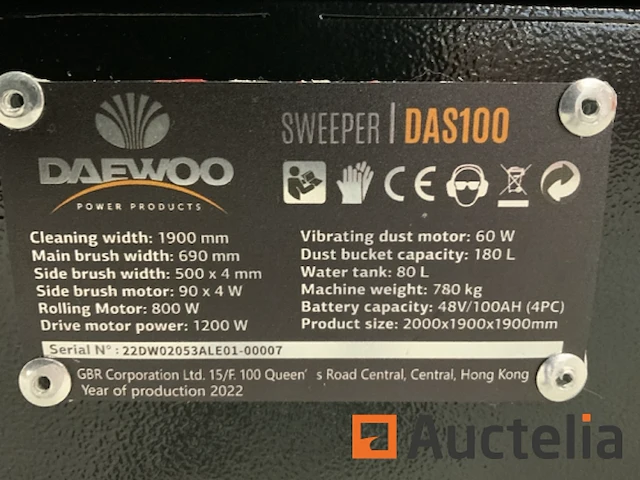 DAEWOO
POWER PRODUCTS
SWEEPER | DAS100
CE
Cleaning width: 1900 mm
Main brush width: 690 mm
Side brush width: 500 x 4 mm
Side brush motor: 90 x 4 W
Rolling Motor: 800 W
Drive motor power: 1200 W
Vibrating dust motor: 60 W
Dust bucket capacity: 180 L
Water tank: 80 L
Machine weight: 780 kg
Battery capacity: 48V/100AH (4PC)
Product size: 2000x1900x1900mm
Serial N° : 22DW02053ALE01-00007
GBR Corporation Ltd. 15/F. 100 Queen's Road Central, Central, Hong Kong
Year of production 2022
Auctelia